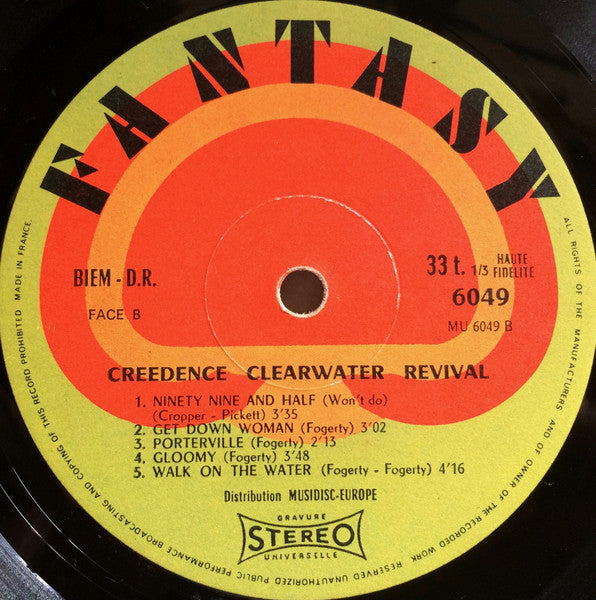 FANTASY
BIEM - D.R.
FACE B
33 t. 1/3 HAUTE FIDELITE
6049
MU 6049 B
CREEDENCE CLEARWATER REVIVAL
1. NINETY NINE AND HALF (Won't do)
(Cropper - Pickett) 3'35
2. GET DOWN WOMAN (Fogerty) 3'02
3. PORTERVILLE (Fogerty) 2'13
4. GLOOMY (Fogerty) 3'48
5. WALK ON THE WATER (Fogerty - Fogerty) 4'16
Distribution MUSIDISC-EUROPE
GRAVURE
STEREO
UNIVERSELLE
ALL RIGHTS OF THE MANUFACTURERS AND OF OWNER OF THE RECORDED WORK RESERVED UNAUTHORIZED PUBLIC PERFORMANCE BROADCASTING AND COPYING OF THIS RECORD PROHIBITED MADE IN FRANCE.